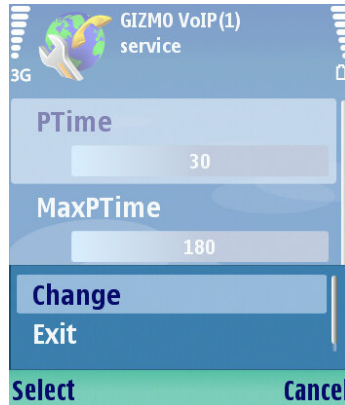 GIZMO VoIP(1)
service
3G
PTime
30
MaxPTime
180
Change
Exit
Select
Cancel